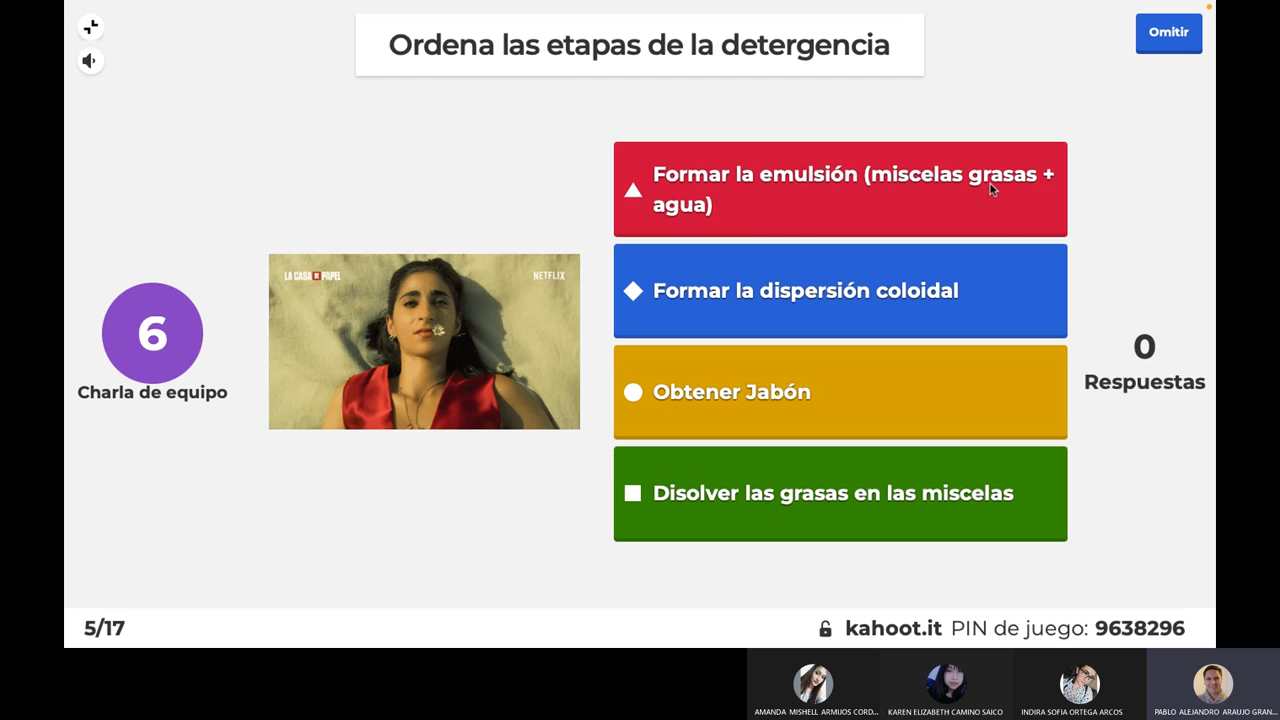 Ordena las etapas de la detergencia
Omitir
Formar la emulsión (miscelas grasas +
agua)
LA CASA DE PAPEL
NETFLIX
Formar la dispersión coloidal
6
Charla de equipo
0
Respuestas
Obtener Jabón
Disolver las grasas en las miscelas
5/17
kahoot.it PIN de juego: 9638296
AMANDA MISHELL ARMIJOS CORD...
KAREN ELIZABETH CAMINO SAICO
INDIRA SOFIA ORTEGA ARCOS
PABLO ALEJANDRO ARAUJO GRAN...